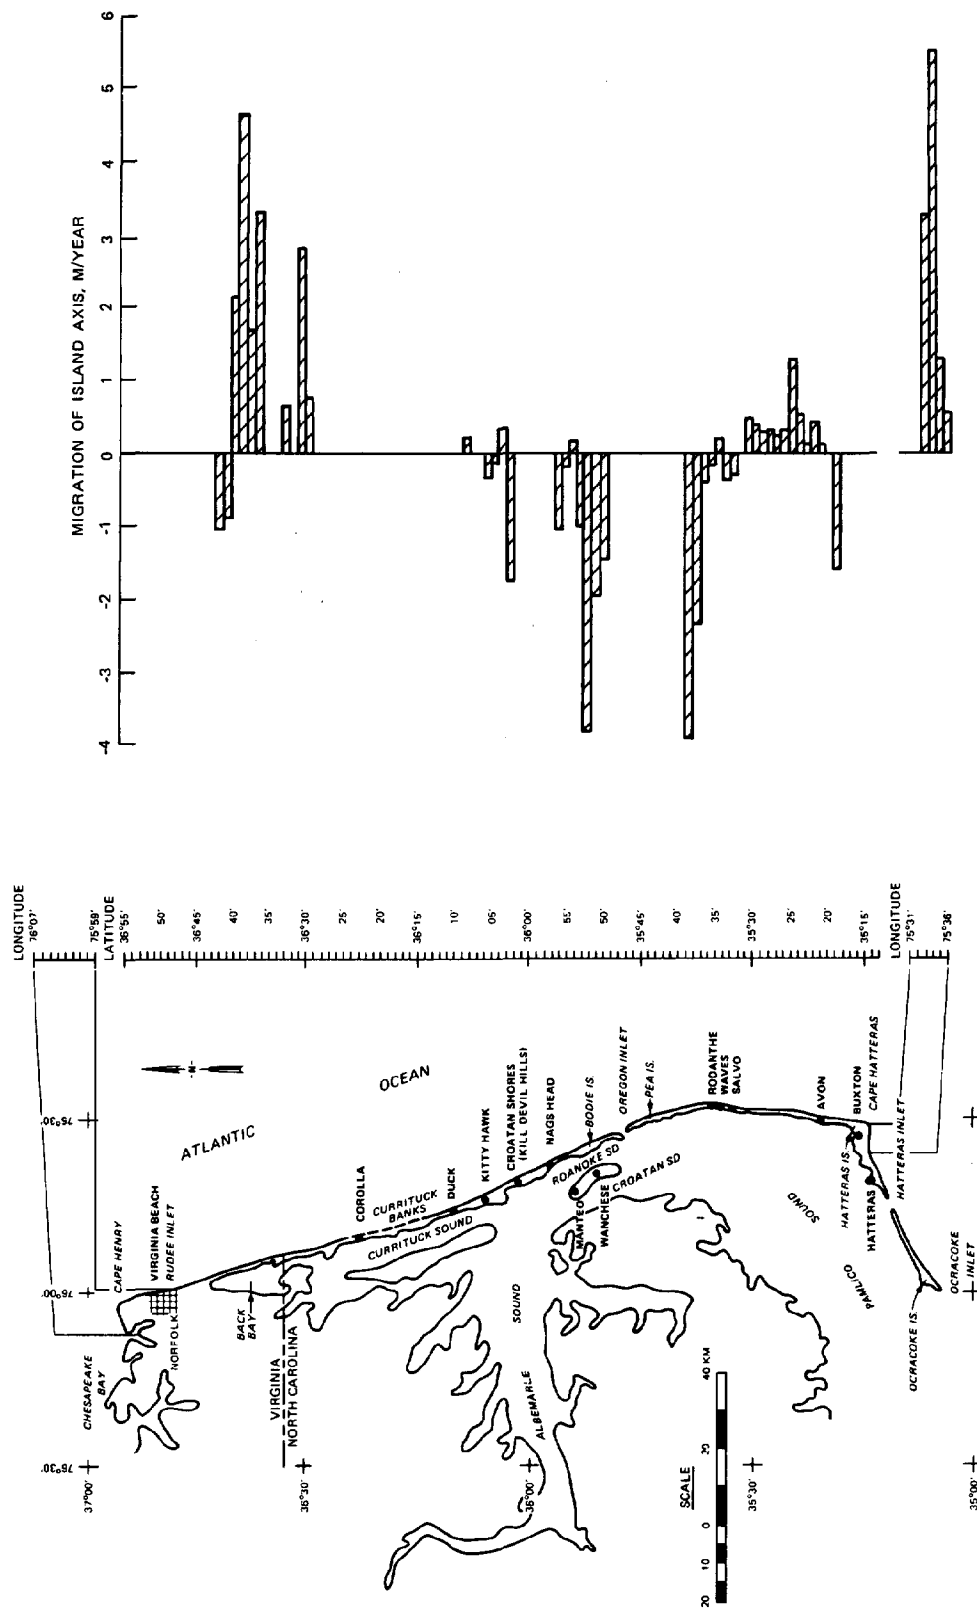 MIGRATION OF ISLAND AXIS, M/YEAR
6
5
4
3
2
1
0
-1
-2
-3
-4
LONGITUDE
76°07'
75°59'
LATITUDE
36°55'
50'
36°45'
40'
35
36°30'
25'
20'
36°15'
10'
05'
36°00'
55'
35°50'
40'
35'
35°30'
25'
20'
35°15'
LONGITUDE
75°31'
75°36'
-N-
ATLANTIC
OCEAN
CAPE HENRY
VIRGINIA BEACH
RUDEE INLET
COROLLA
CURRITUCK
BANKS
CURRITUCK SOUND
DUCK
KITTY HAWK
CROATAN SHORES
(KILL DEVIL HILLS)
NAGS HEAD
BODIE IS.
OREGON INLET
PEA IS.
ROANOKE SD
CROATAN SD
MANTEO
WANCHESE
RODANTHE
WAVES
SALVO
AVON
BUXTON
CAPE HATTERAS
HATTERAS IS.
HATTERAS
HATTERAS INLET
PAMLICO
SOUND
OCRACOKE IS.
OCRACOKE
INLET
CHESAPEAKE
BAY
NORFOLK
BACK
BAY
VIRGINIA
NORTH CAROLINA
ALBEMARLE
SOUND
75°30'
76°00'
76°30'
37°00'
36°30'
36°00'
35°30'
35°00'
75°30'
SCALE
20
10
0
20
40 KM